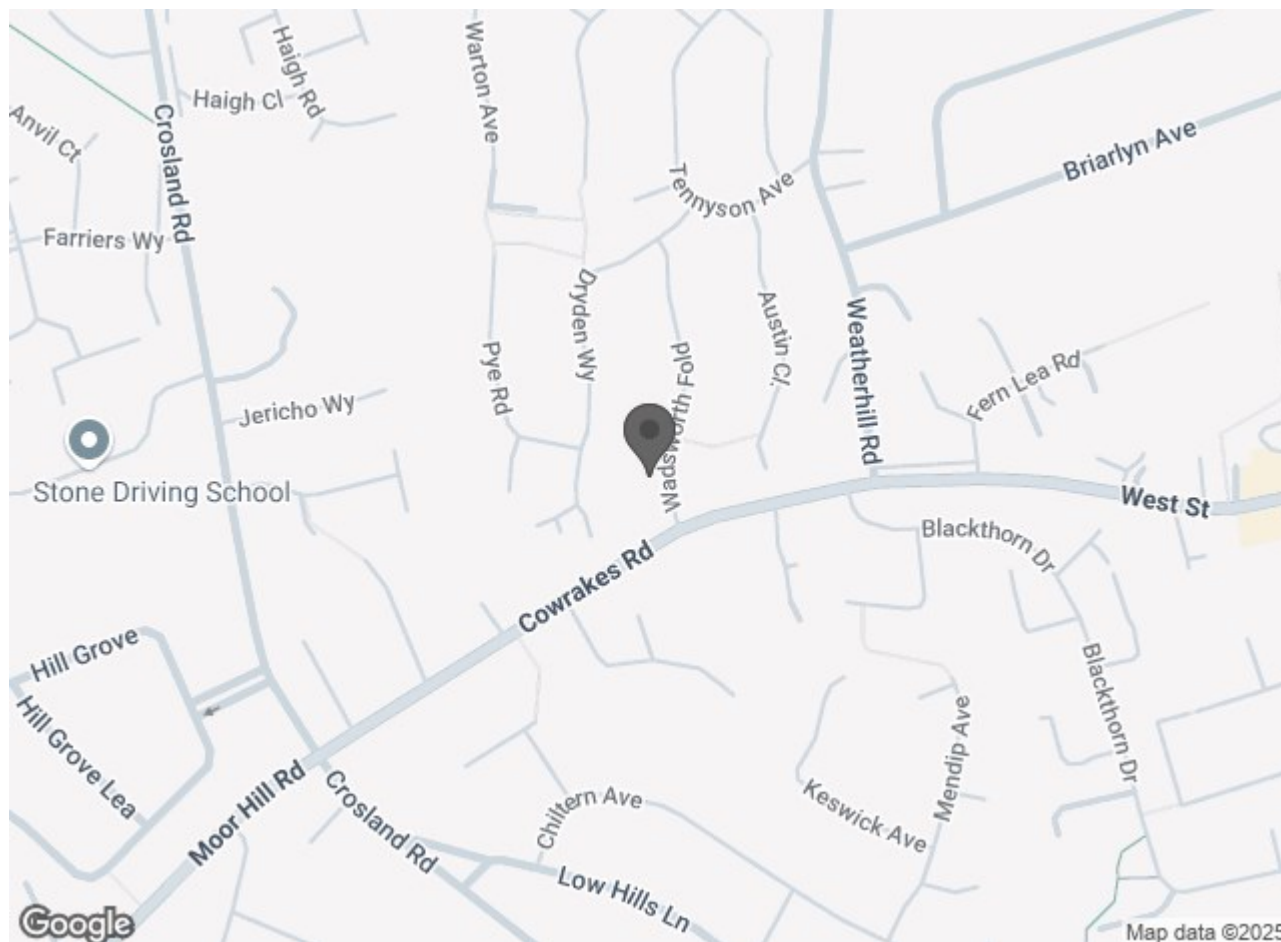 Warton Ave
Haigh Rd
Haigh Cl
Anvil Ct
Crosland Rd
Briarlyn Ave
Tennyson Ave
Farriers Wy
Dryden Wy
Austin Cl.
Weatherhill Rd
Pye Rd
Wadsworth Fold
Fern Lea Rd
Jericho Wy
Stone Driving School
West St
Blackthorn Dr
Cowrakes Rd
Hill Grove
Blackthorn Dr
Hill Grove Lea
Mendip Ave
Moor Hill Rd
Crosland Rd
Chiltern Ave
Keswick Ave
Low Hills Ln
Google
Map data ©2025